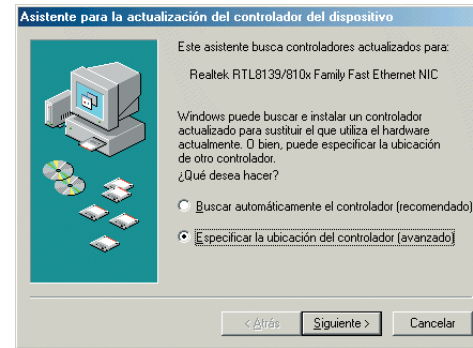 Asistente para la actualización del controlador del dispositivo
Este asistente busca controladores actualizados para:
Realtek RTL8139/810x Family Fast Ethernet NIC
Windows puede buscar e instalar un controlador
actualizado para sustituir el que utiliza el hardware
actualmente. O bien, puede especificar la ubicación
de otro controlador.
¿Qué desea hacer?
Buscar automáticamente el controlador (recomendado)
Especificar la ubicación del controlador (avanzado)
< Atrás
Siguiente >
Cancelar